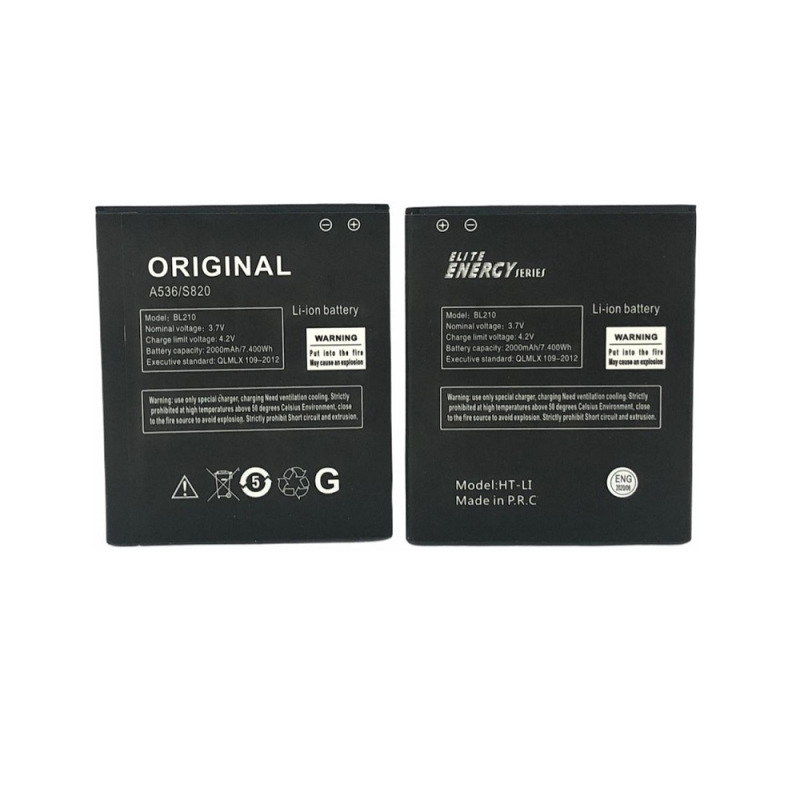 ORIGINAL
A536/S820
Li-ion battery
Model: BL210
Nominal voltage: 3.7V
Charge limit voltage: 4.2V
Battery capacity: 2000mAh/7.400Wh
Executive standard: QLMLX 109-2012
WARNING
Put into the fire
May cause an explosion
Warning: use only special charger, charging Need ventilation cooling. Strictly
prohibited at high temperatures above 50 degrees Celsius Environment, close
to the fire source to avoid explosion. Strictly prohibit Short circuit and extrusion.
5
G
ELITE
ENERGY SERIES
Li-ion battery
Model: BL210
Nominal voltage: 3.7V
Charge limit voltage: 4.2V
Battery capacity: 2000mAh/7.400Wh
Executive standard: QLMLX 109-2012
WARNING
Put into the fire
May cause an explosion
Warning: use only special charger, charging Need ventilation cooling. Strictly
prohibited at high temperatures above 50 degrees Celsius Environment, close
to the fire source to avoid explosion. Strictly prohibit Short circuit and extrusion.
Model:HT-LI
Made in P.R.C
ENG
2020/08